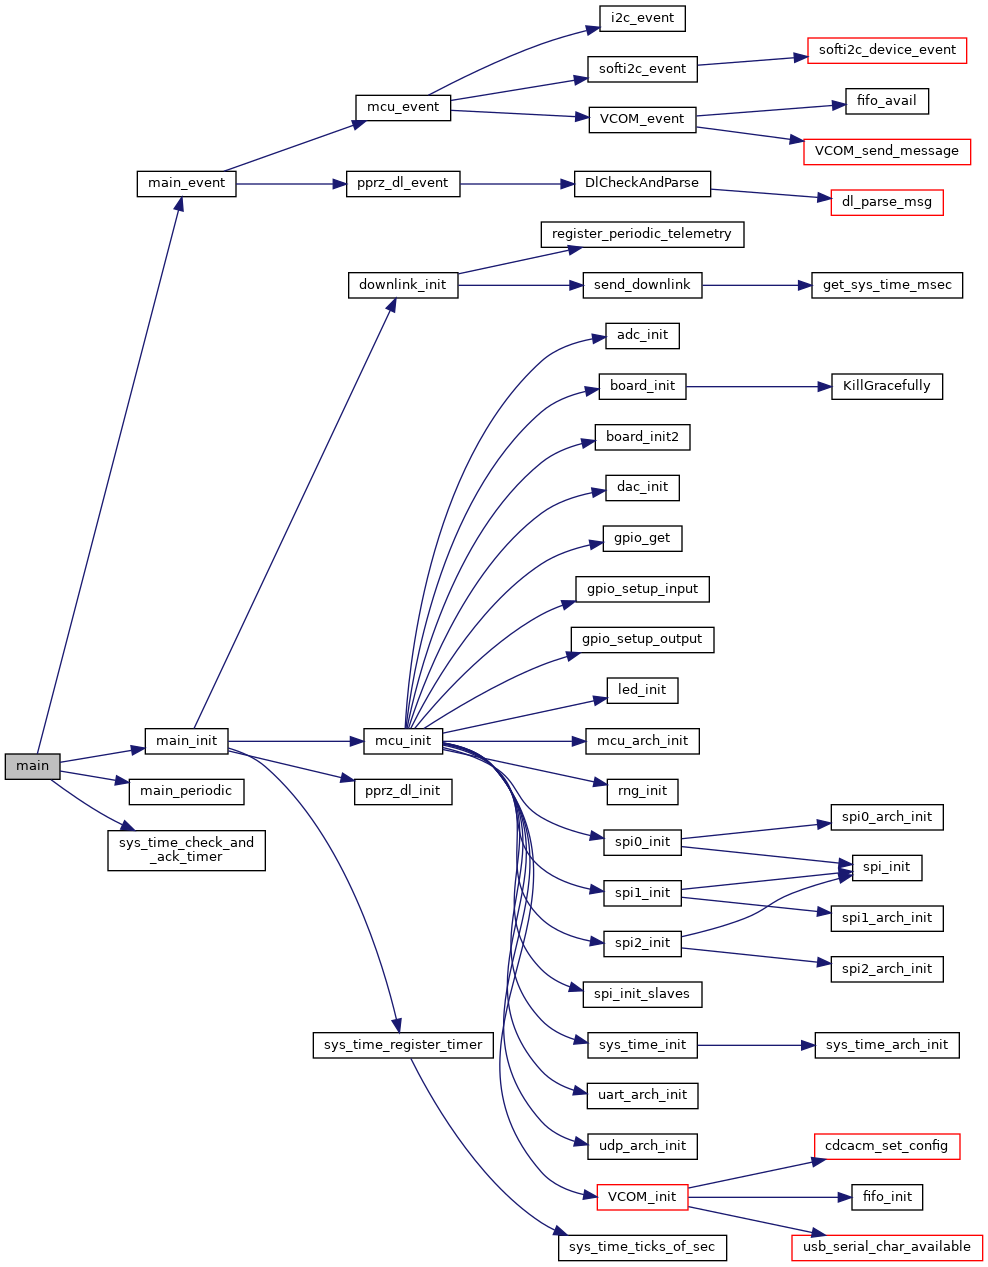 i2c_event
softi2c_device_event
softi2c_event
fifo_avail
mcu_event
VCOM_event
VCOM_send_message
main_event
pprz_dl_event
DlCheckAndParse
dl_parse_msg
register_periodic_telemetry
downlink_init
send_downlink
get_sys_time_msec
adc_init
board_init
KillGracefully
board_init2
dac_init
gpio_get
gpio_setup_input
gpio_setup_output
led_init
main_init
mcu_init
mcu_arch_init
main
main_periodic
pprz_dl_init
rng_init
sys_time_check_and
_ack_timer
spi0_arch_init
spi0_init
spi_init
spi1_init
spi1_arch_init
spi2_init
spi2_arch_init
spi_init_slaves
sys_time_register_timer
sys_time_init
sys_time_arch_init
uart_arch_init
udp_arch_init
cdcacm_set_config
VCOM_init
fifo_init
sys_time_ticks_of_sec
usb_serial_char_available